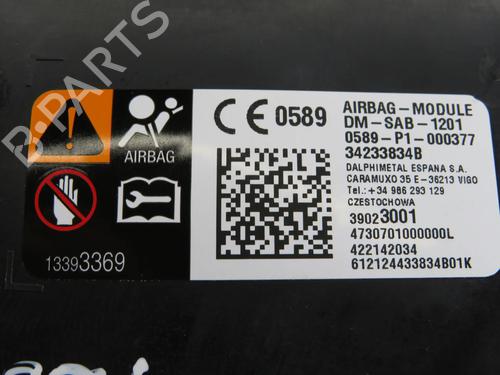 B-PARTS
AIRBAG
13393369
CE 0589
AIRBAG-MODULE
DM-SAB-1201
0589-P1-000377
34233834B
DALPHIMETAL ESPANA S.A.
CARAMUXO 35 E-36213 VIGO
Tel.: +34 986 293 129
CZESTOCHOWA
39023001
4730701000000L
422142034
612124433834B01K